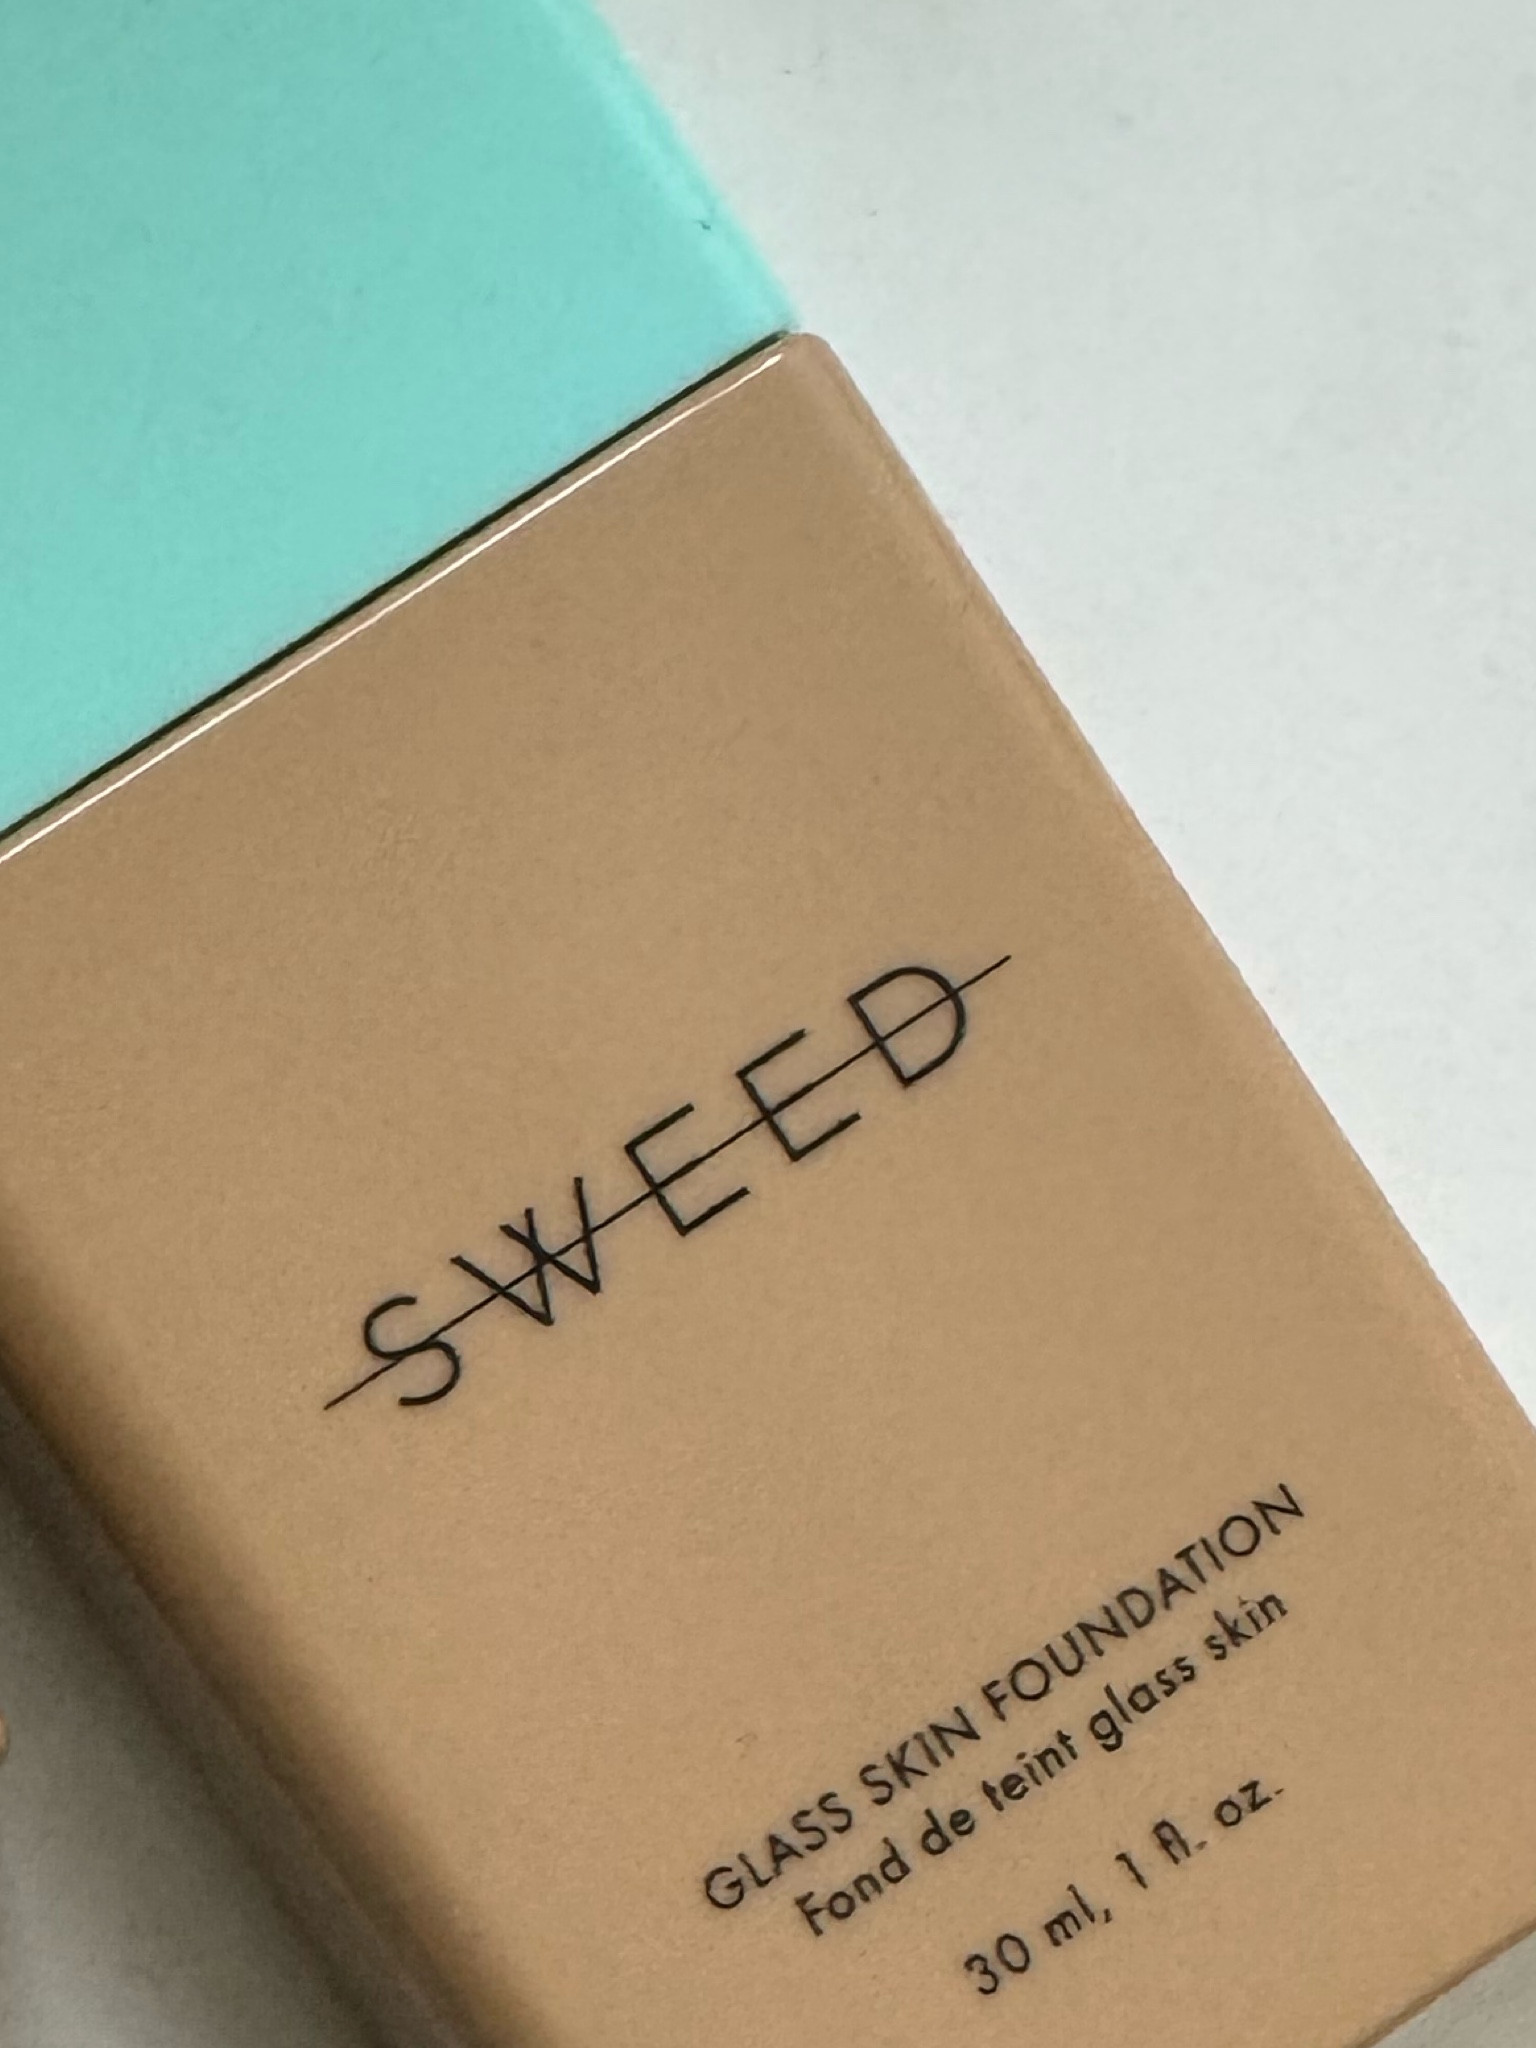 SWEED
GLASS SKIN FOUNDATION
Fond de teint glass skin
30 ml, 1 fl. oz.